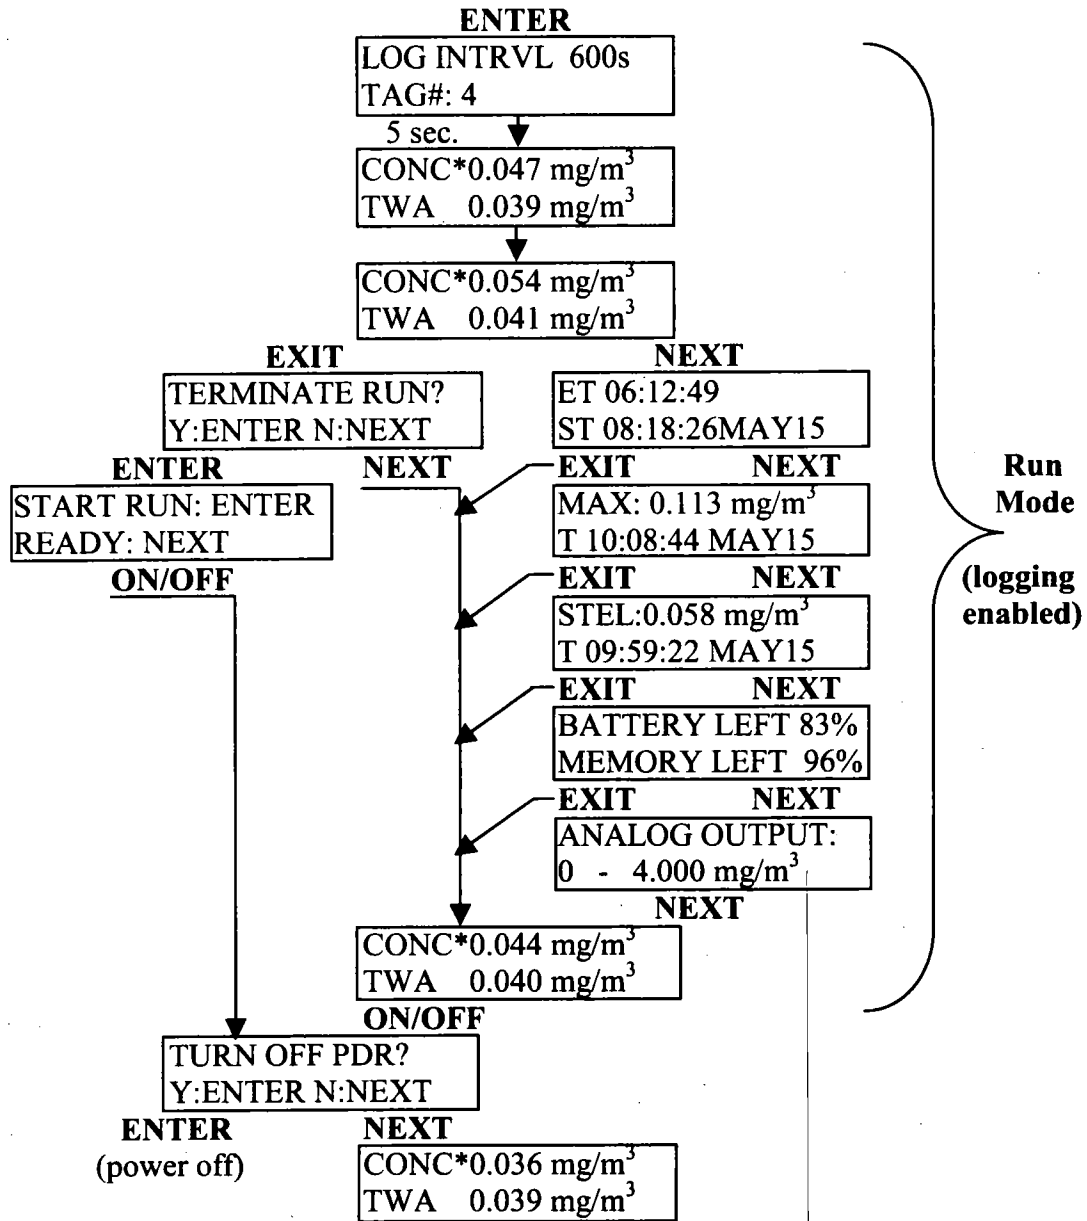 ENTER
LOG INTRVL 600s
TAG#: 4
5 sec.
CONC*0.047 mg/m³
TWA 0.039 mg/m³
CONC*0.054 mg/m³
TWA 0.041 mg/m³
EXIT NEXT
TERMINATE RUN?
Y:ENTER N:NEXT
ET 06:12:49
ST 08:18:26MAY15
ENTER NEXT EXIT NEXT
START RUN: ENTER
READY: NEXT
MAX: 0.113 mg/m³
T 10:08:44 MAY15
ON/OFF
EXIT NEXT
STEL:0.058 mg/m³
T 09:59:22 MAY15
EXIT NEXT
BATTERY LEFT 83%
MEMORY LEFT 96%
EXIT NEXT
ANALOG OUTPUT:
0 - 4.000 mg/m³
NEXT
CONC*0.044 mg/m³
TWA 0.040 mg/m³
ON/OFF
TURN OFF PDR?
Y:ENTER N:NEXT
ENTER NEXT
(power off)
CONC*0.036 mg/m³
TWA 0.039 mg/m³
Run
Mode
(logging
enabled)